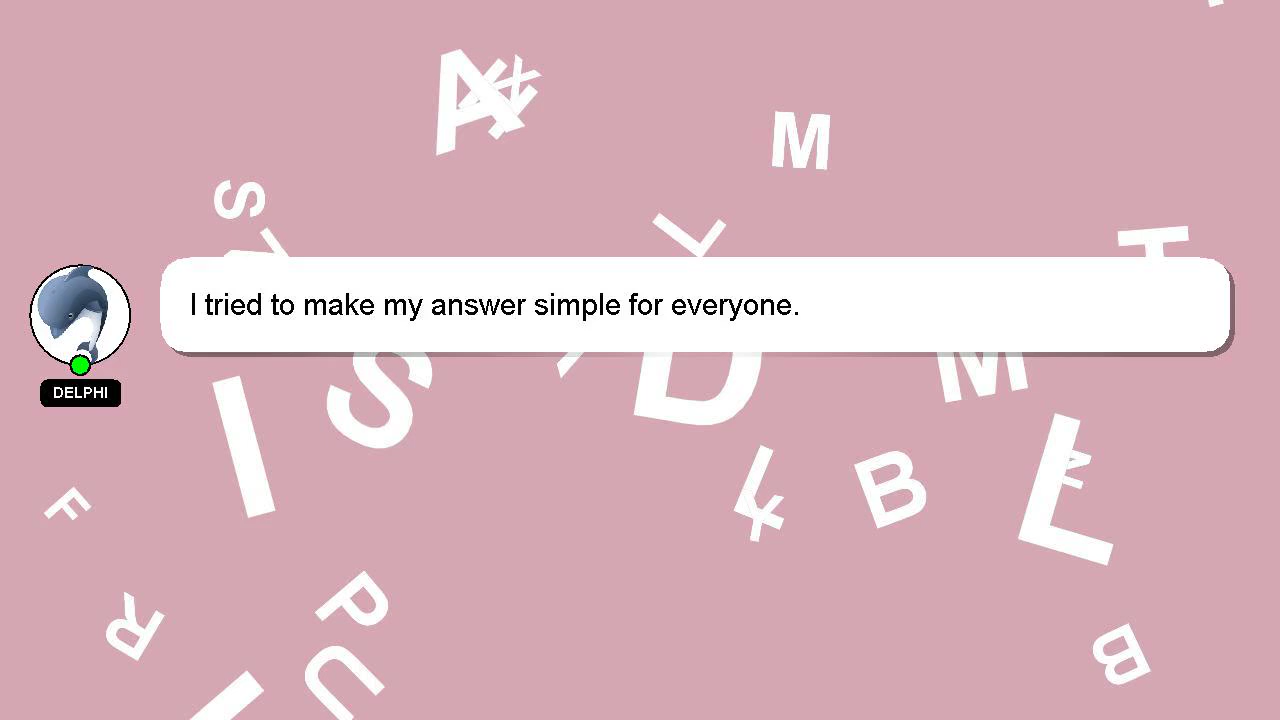 I tried to make my answer simple for everyone.
DELPHI
A
M
S
L
T
I
S
D
M
L
B
L
Y
F
R
P
U
B